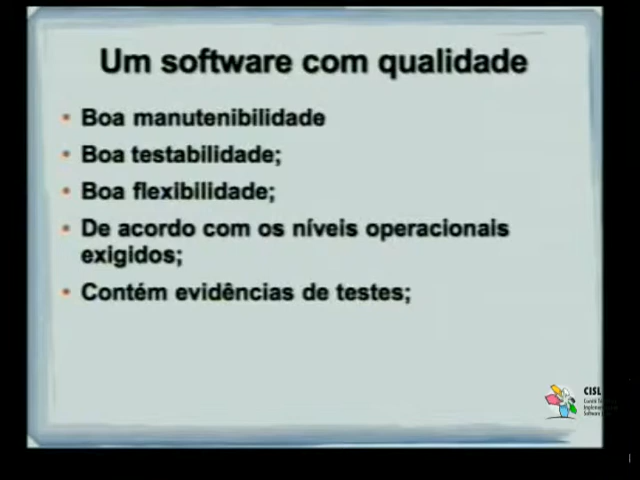 Um software com qualidade
Boa manutenibilidade
Boa testabilidade;
Boa flexibilidade;
De acordo com os níveis operacionais
exigidos;
Contém evidências de testes;
CISL